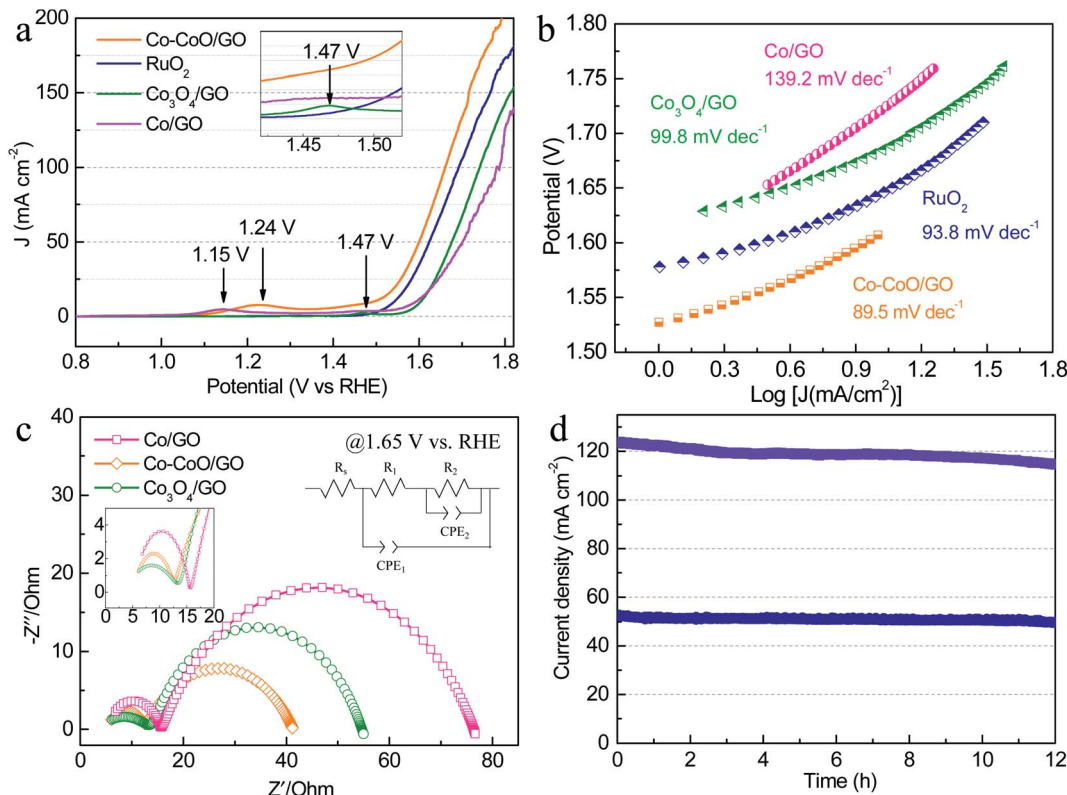 a
200
150
100
50
0
J (mA cm⁻²)
Co-CoO/GO
RuO₂
Co₃O₄/GO
Co/GO
1.47 V
1.45 1.50
1.15 V
1.24 V
1.47 V
0.8 1.0 1.2 1.4 1.6 1.8
Potential (V vs RHE)
b
1.80
1.75
1.70
1.65
1.60
1.55
1.50
Potential (V)
Co/GO
139.2 mV dec⁻¹
Co₃O₄/GO
99.8 mV dec⁻¹
RuO₂
93.8 mV dec⁻¹
Co-CoO/GO
89.5 mV dec⁻¹
0.0 0.3 0.6 0.9 1.2 1.5 1.8
Log [J(mA/cm²)]
c
40
30
20
10
0
-Z″/Ohm
Co/GO
Co-CoO/GO
Co₃O₄/GO
@1.65 V vs. RHE
Rₛ R₁ R₂
CPE₂
CPE₁
4
2
0
0 5 10 15 20
0 20 40 60 80
Z′/Ohm
d
120
100
80
60
40
20
0
Current density (mA cm⁻²)
0 2 4 6 8 10 12
Time (h)